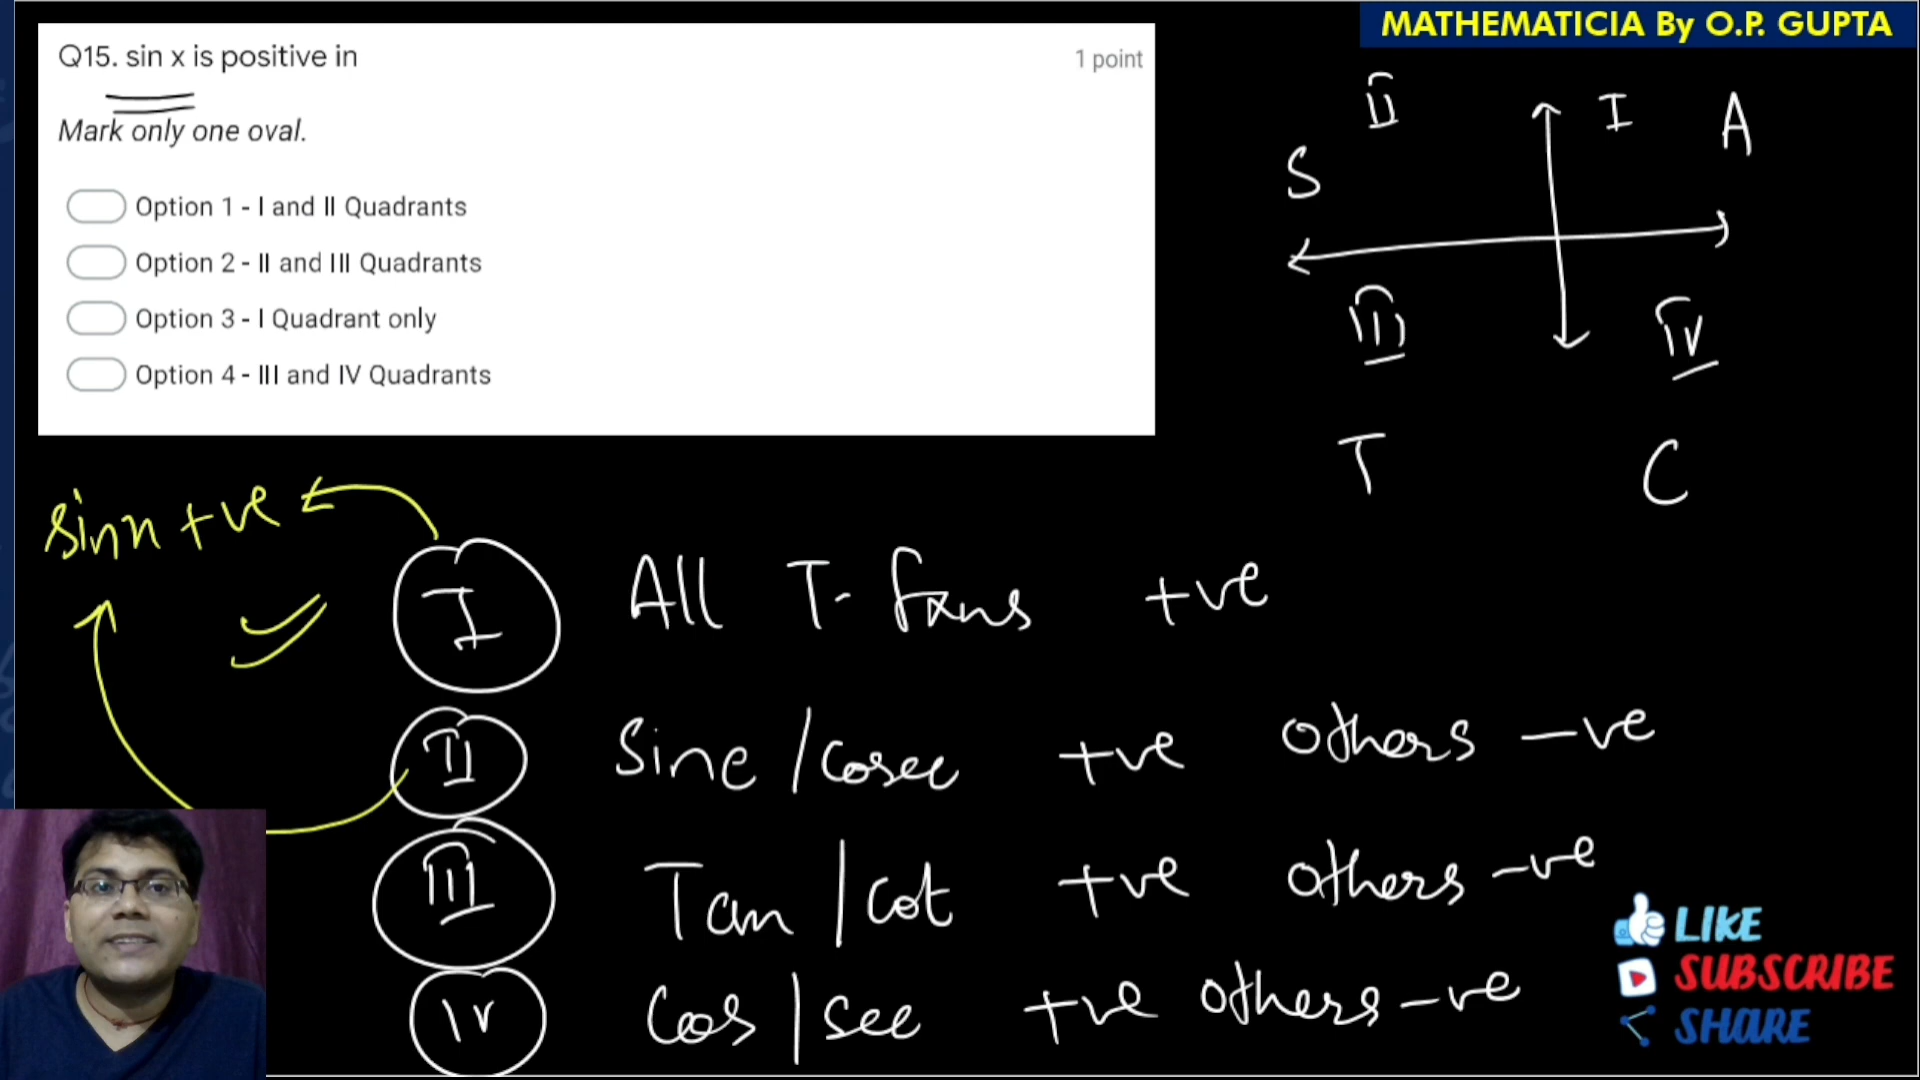 MATHEMATICIA By O.P. GUPTA
Q15. sin x is positive in
1 point
Mark only one oval.
Option 1 - I and II Quadrants
Option 2 - II and III Quadrants
Option 3 - I Quadrant only
Option 4 - III and IV Quadrants
II I A
S
III IV
T C
sinx +ve
I All T- fxns +ve
II Sine / cosec +ve others -ve
III Tan / cot +ve others -ve
IV Cos / sec +ve others -ve
LIKE
SUBSCRIBE
SHARE